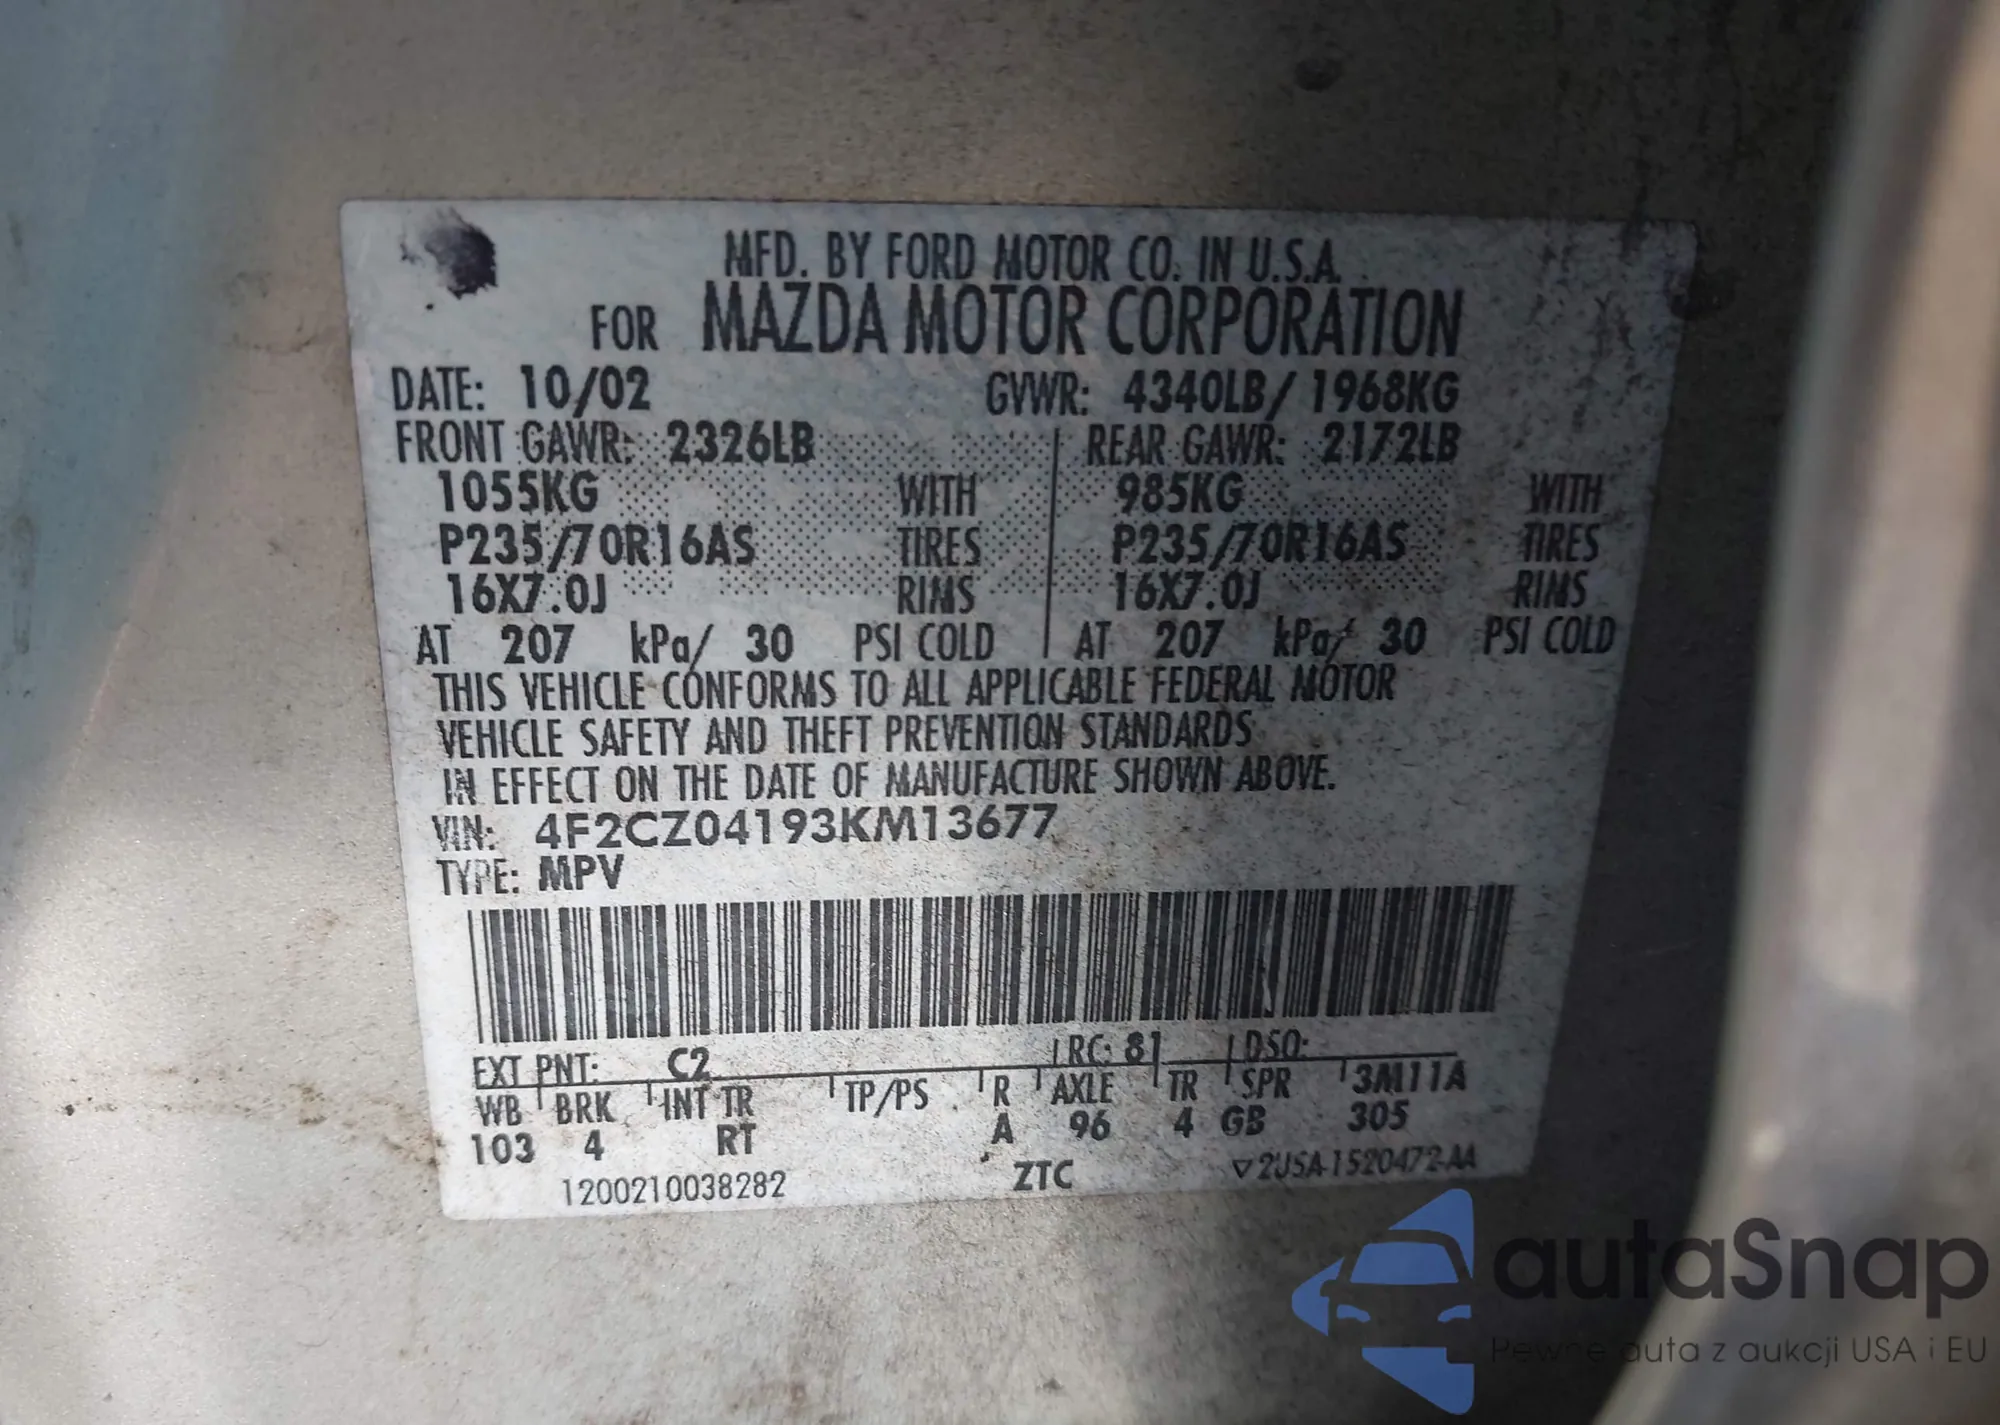 MFD. BY FORD MOTOR CO. IN U.S.A.
FOR MAZDA MOTOR CORPORATION
DATE: 10/02 GVWR: 4340LB/ 1968KG
FRONT GAWR: 2326LB REAR GAWR: 2172LB
1055KG WITH 985KG WITH
P235/70R16AS TIRES P235/70R16AS TIRES
16X7.0J RIMS 16X7.0J RIMS
AT 207 kPa/ 30 PSI COLD AT 207 kPa/ 30 PSI COLD
THIS VEHICLE CONFORMS TO ALL APPLICABLE FEDERAL MOTOR
VEHICLE SAFETY AND THEFT PREVENTION STANDARDS
IN EFFECT ON THE DATE OF MANUFACTURE SHOWN ABOVE.
VIN: 4F2CZ04193KM13677
TYPE: MPV
EXT PNT: C2 RC: 81 DSO:
WB BRK INT TR TP/PS R AXLE TR SPR 3M11A
103 4 RT A 96 4 GB 305
1200210038282 ZTC ▽2USA-1520472-AA
autaSnap
Pewne auta z aukcji USA i EU